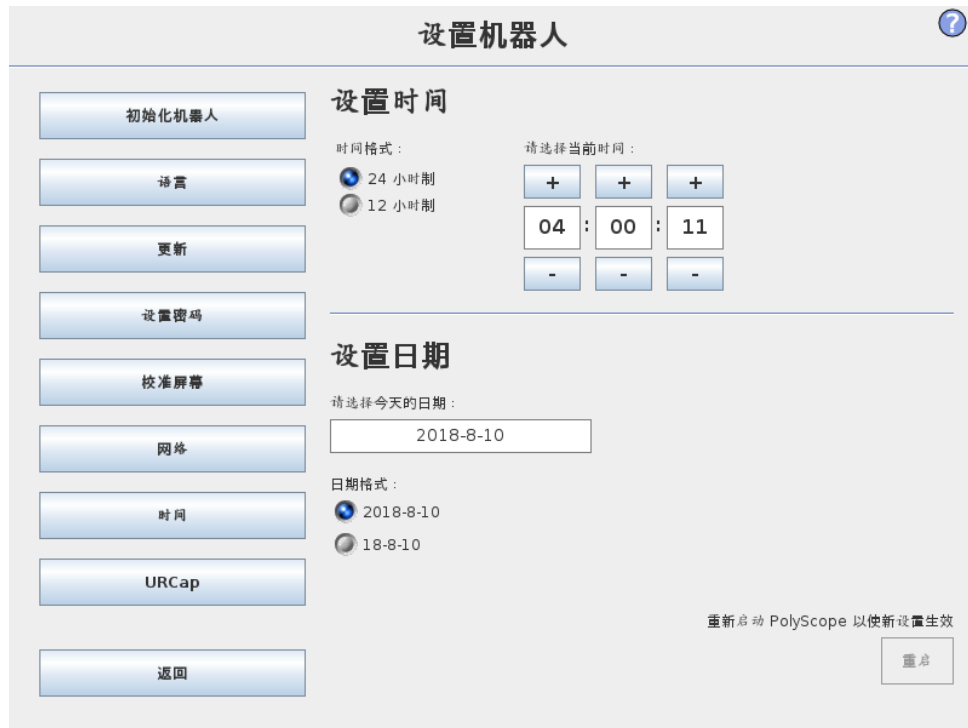 设置机器人
?
初始化机器人
语言
更新
设置密码
校准屏幕
网络
时间
URCap
返回
设置时间
时间格式 :
24 小时制
12 小时制
请选择当前时间 :
+ + +
04 : 00 : 11
- - -
设置日期
请选择今天的日期 :
2018-8-10
日期格式 :
2018-8-10
18-8-10
重新启动 PolyScope 以使新设置生效
重启